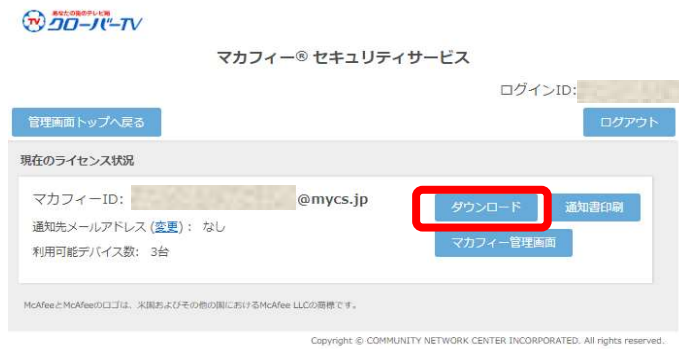 あなたの街のテレビ局
クローバーTV
マカフィー® セキュリティサービス
ログインID:
管理画面トップへ戻る
ログアウト
現在のライセンス状況
マカフィーID: @mycs.jp
ダウンロード
通知書印刷
通知先メールアドレス (変更) : なし
マカフィー管理画面
利用可能デバイス数: 3台
McAfeeとMcAfeeのロゴは、米国およびその他の国におけるMcAfee LLCの商標です。
Copyright © COMMUNITY NETWORK CENTER INCORPORATED. All rights reserved.